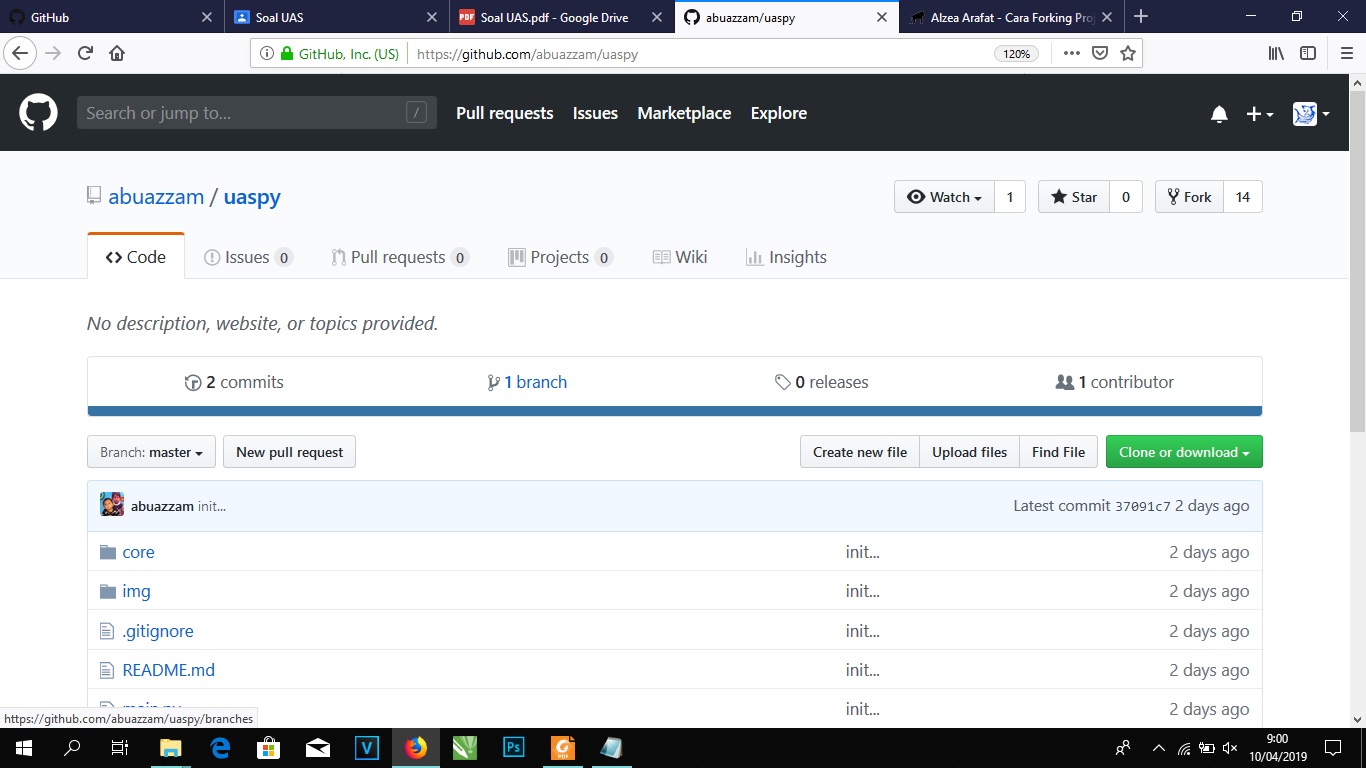 GitHub
Soal UAS
PDF Soal UAS.pdf - Google Drive
abuazzam/uaspy
Alzea Arafat - Cara Forking Pro
GitHub, Inc. (US) https://github.com/abuazzam/uaspy 120%
Search or jump to... / Pull requests Issues Marketplace Explore
abuazzam / uaspy Watch 1 Star 0 Fork 14
Code Issues 0 Pull requests 0 Projects 0 Wiki Insights
No description, website, or topics provided.
2 commits 1 branch 0 releases 1 contributor
Branch: master New pull request Create new file Upload files Find File Clone or download
abuazzam init... Latest commit 37091c7 2 days ago
core init... 2 days ago
img init... 2 days ago
.gitignore init... 2 days ago
README.md init... 2 days ago
main.py init... 2 days ago
https://github.com/abuazzam/uaspy/branches
V Ps PDF
9:00
10/04/2019